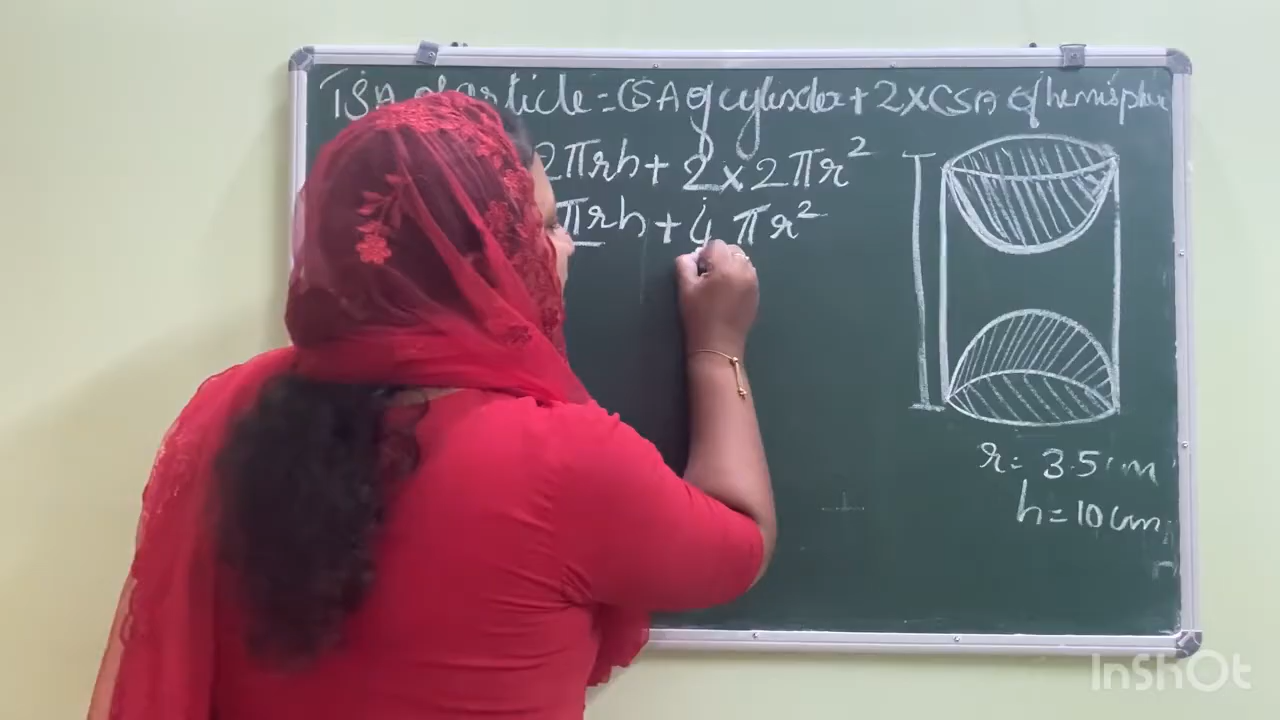 TSA of article = CSA of cylinder + 2 x CSA of hemispher
2πrh + 2 x 2πr²
πrh + 4πr²
r = 3.5 cm
h = 10 cm
InShOt